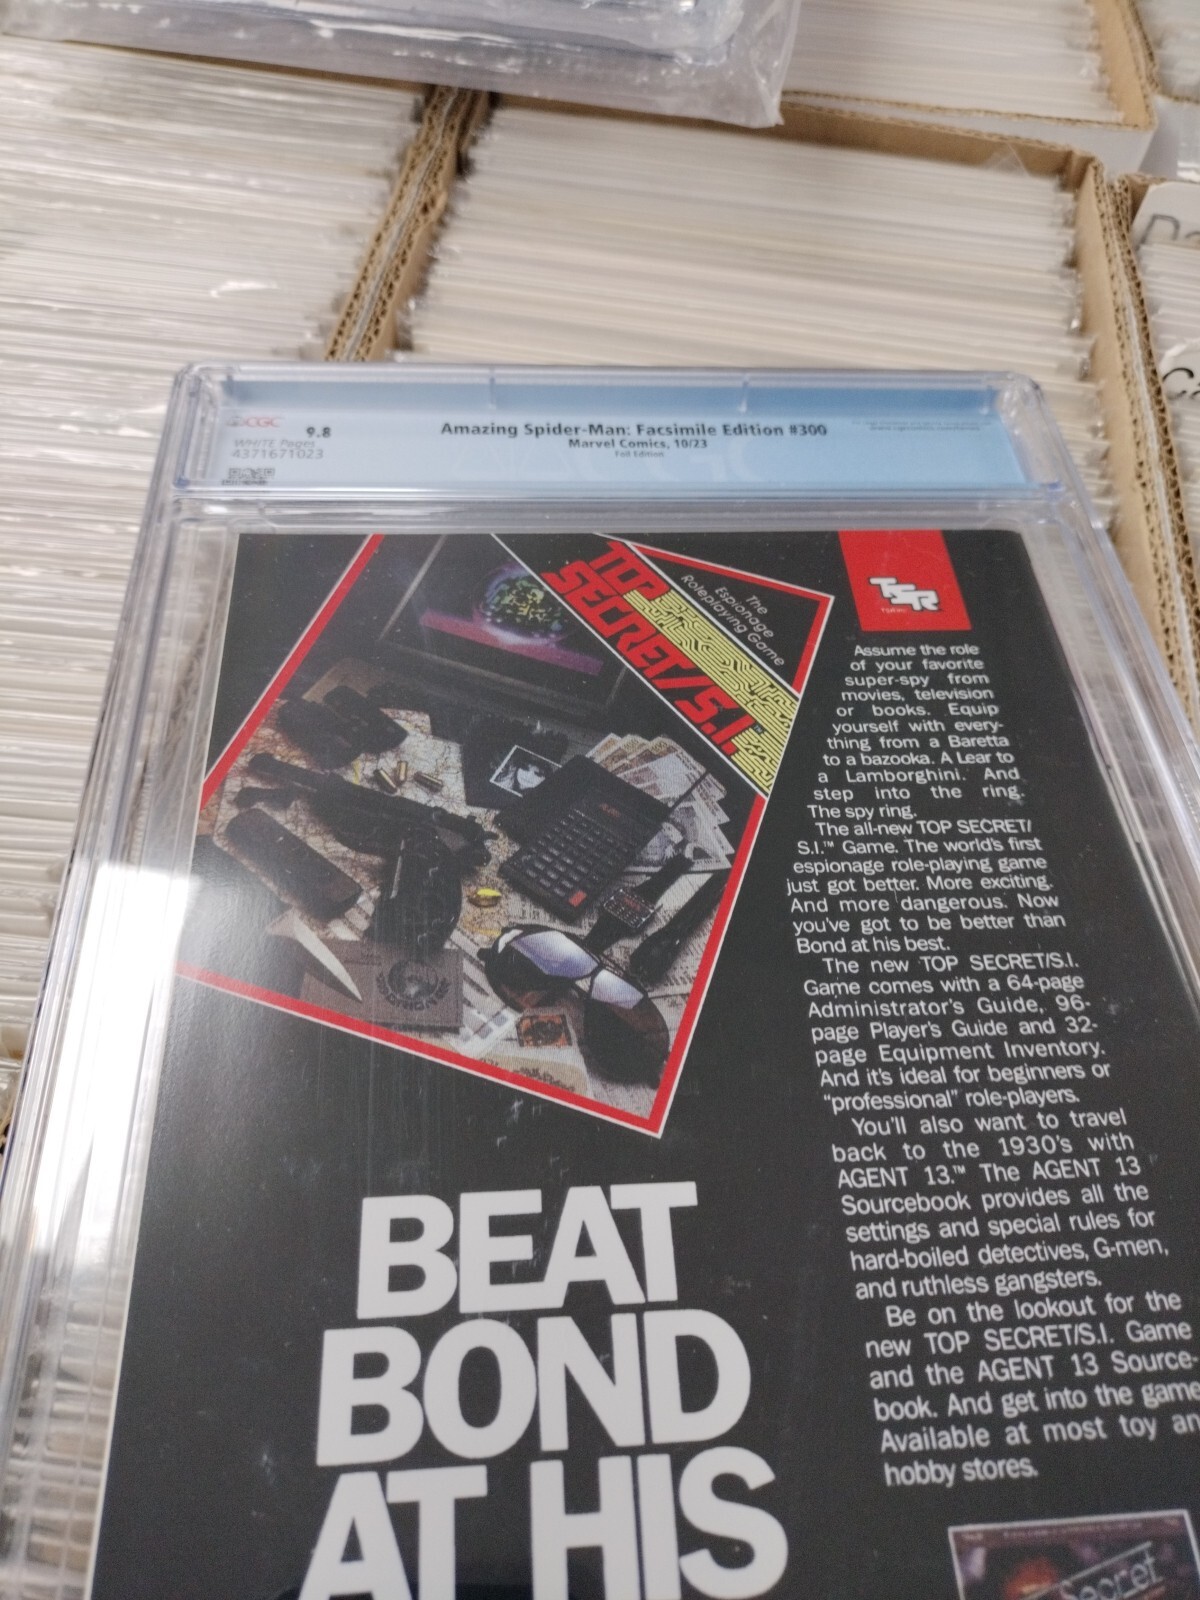 CGC
9.8
WHITE Pages
4371671023
Amazing Spider-Man: Facsimile Edition #300
Marvel Comics, 10/23
Foil Edition
TOP
SECRET/S.I.™
The
Espionage
Roleplaying Game
TSR
Assume the role
of your favorite
super-spy from
movies, television
or books. Equip
yourself with every-
thing from a Baretta
to a bazooka. A Lear to
a Lamborghini. And
step into the ring.
The spy ring.
The all-new TOP SECRET/
S.I.™ Game. The world's first
espionage role-playing game
just got better. More exciting.
And more dangerous. Now
you've got to be better than
Bond at his best.
The new TOP SECRET/S.I.
Game comes with a 64-page
Administrator's Guide, 96-
page Player's Guide and 32-
page Equipment Inventory.
And it's ideal for beginners or
"professional" role-players.
You'll also want to travel
back to the 1930's with
AGENT 13.™ The AGENT 13
Sourcebook provides all the
settings and special rules for
hard-boiled detectives, G-men,
and ruthless gangsters.
Be on the lookout for the
new TOP SECRET/S.I. Game
and the AGENT 13 Source-
book. And get into the game
Available at most toy an
hobby stores.
BEAT
BOND
AT HIS
Secret